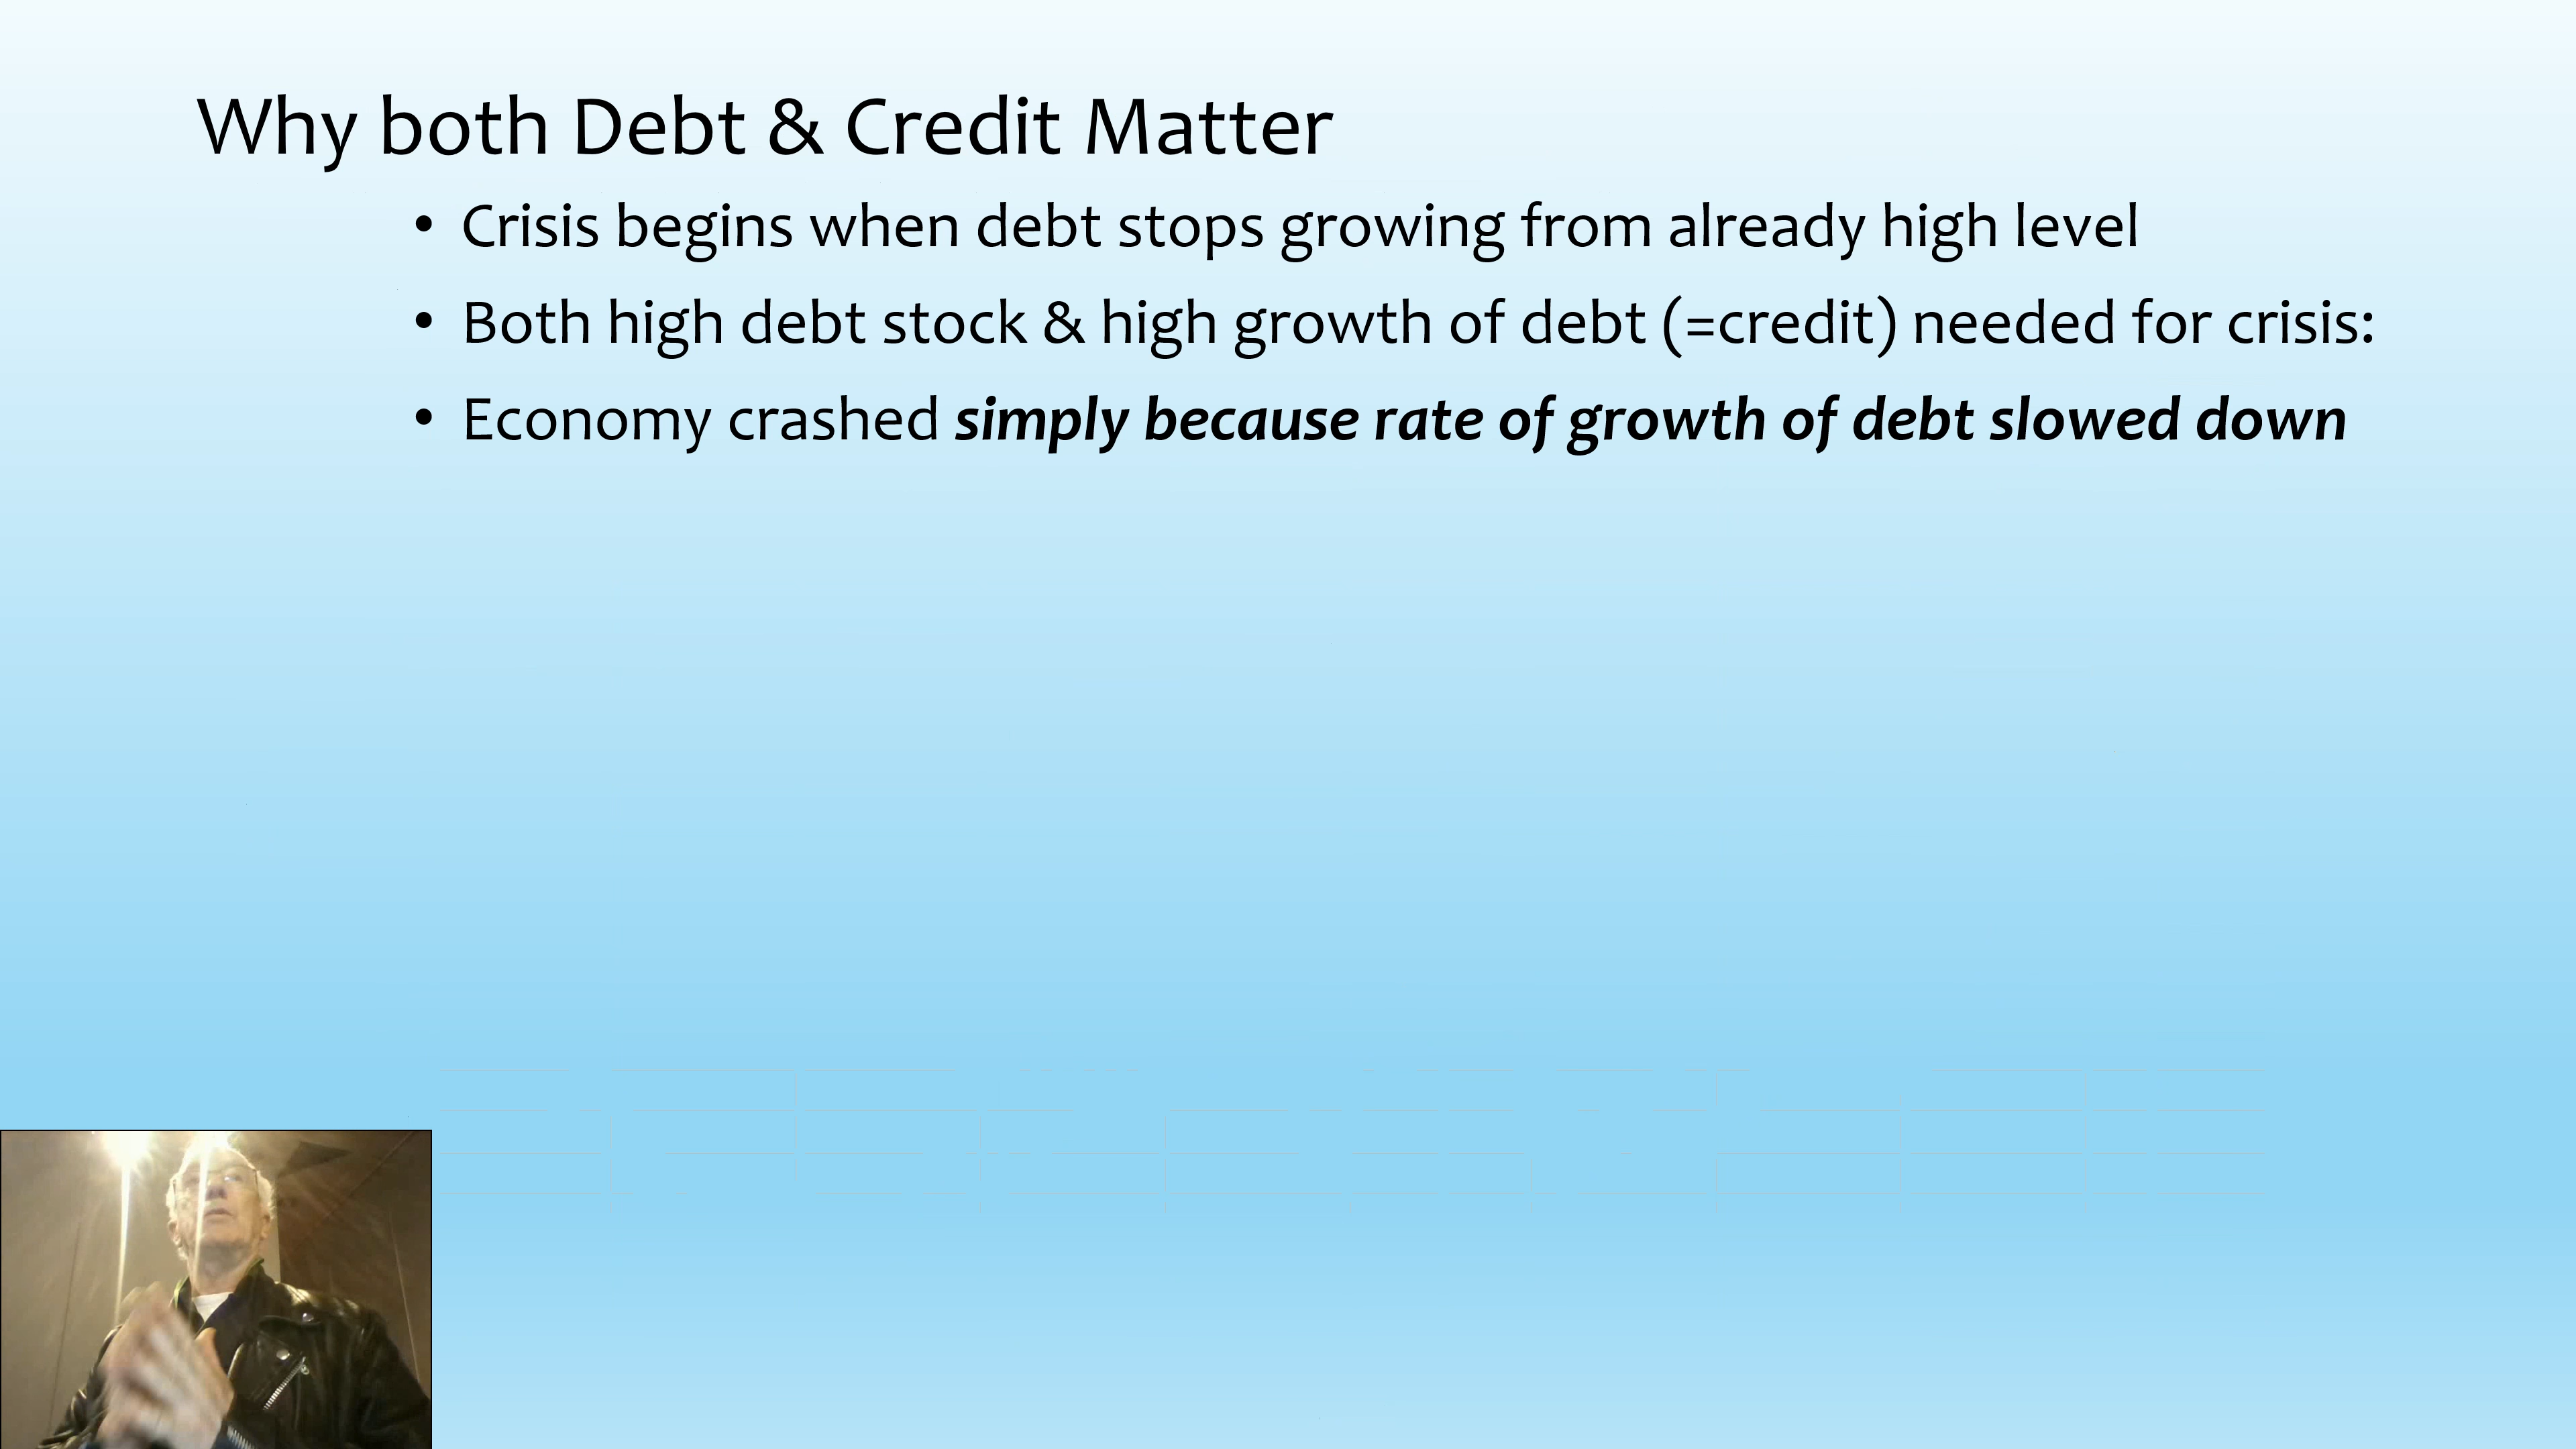 Why both Debt & Credit Matter
• Crisis begins when debt stops growing from already high level
• Both high debt stock & high growth of debt (=credit) needed for crisis:
• Economy crashed simply because rate of growth of debt slowed down